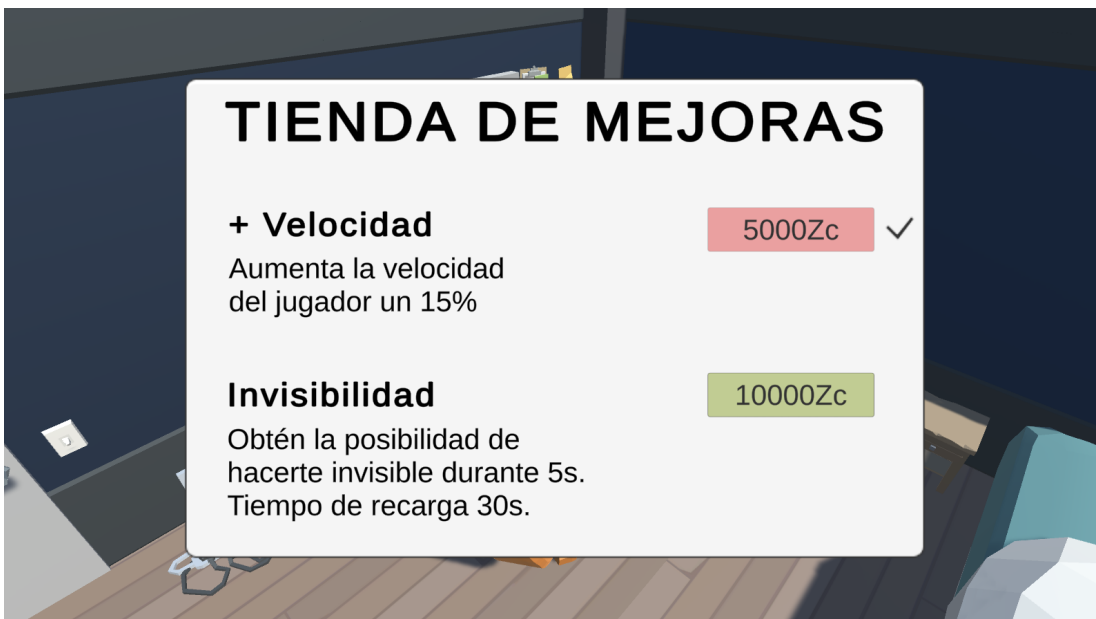 TIENDA DE MEJORAS
+ Velocidad
5000Zc
Aumenta la velocidad
del jugador un 15%
Invisibilidad
10000Zc
Obtén la posibilidad de
hacerte invisible durante 5s.
Tiempo de recarga 30s.